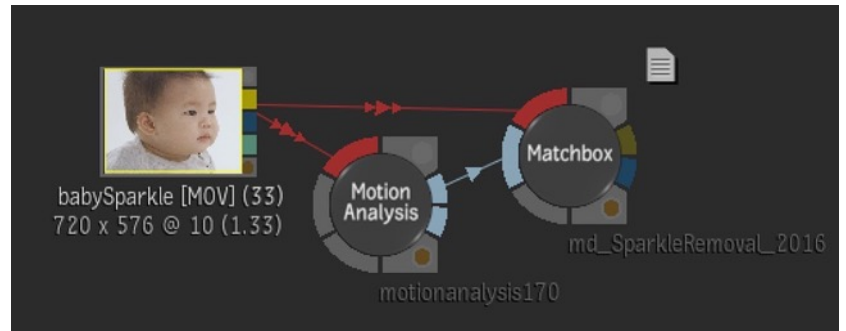 babySparkle [MOV] (33)
720 x 576 @ 10 (1.33)
Motion
Analysis
motionanalysis170
Matchbox
md_SparkleRemoval_2016